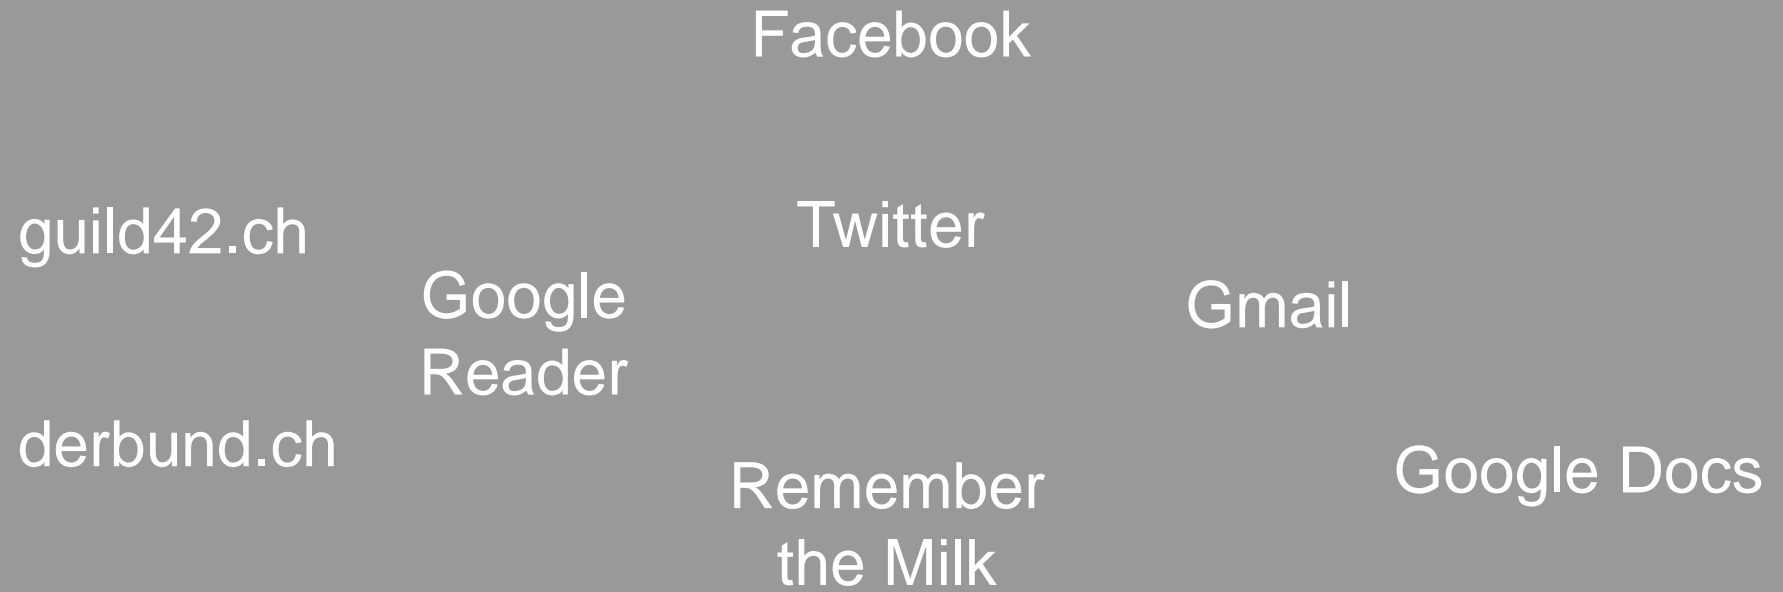 Facebook
guild42.ch
Twitter
Google
Reader
Gmail
derbund.ch
Google Docs
Remember
the Milk